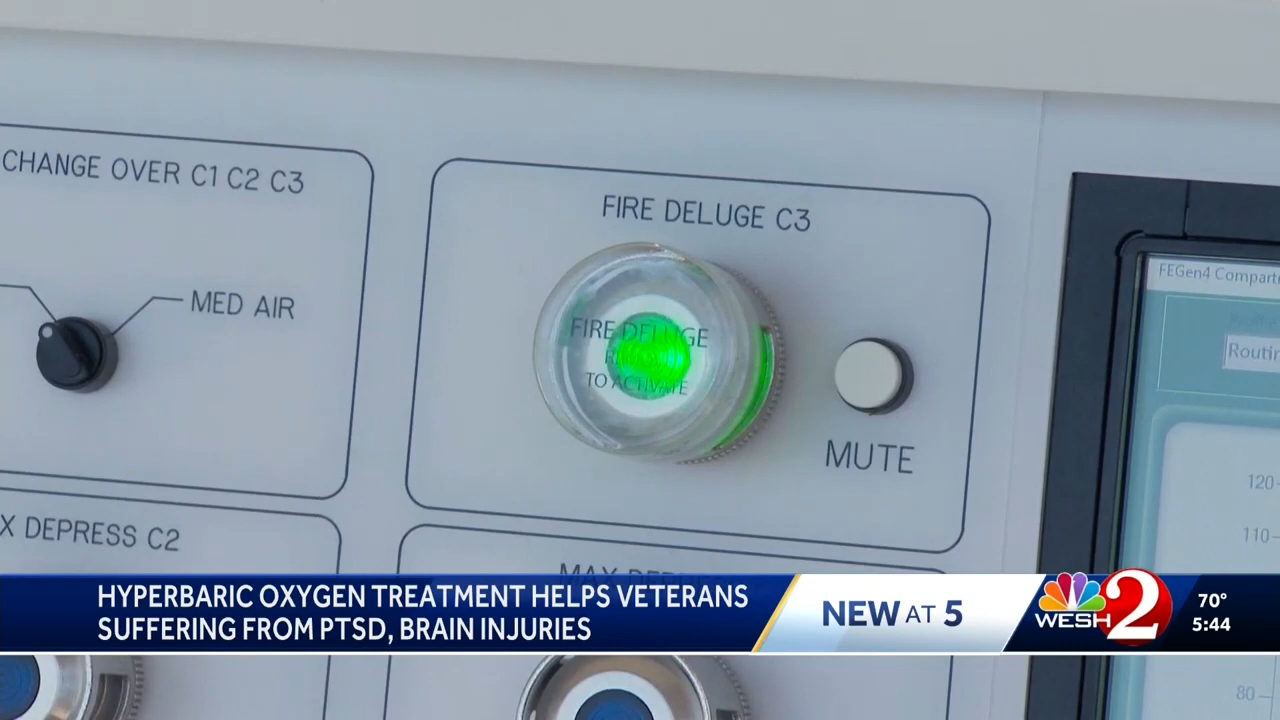 CHANGE OVER C1 C2 C3
MED AIR
FIRE DELUGE C3
FIRE DELUGE
TO ACTIVATE
MUTE
FEGen4
Routin
120
110
80
X DEPRESS C2
MAX
HYPERBARIC OXYGEN TREATMENT HELPS VETERANS
SUFFERING FROM PTSD, BRAIN INJURIES
NEW AT 5
WESH 2
70°
5:44